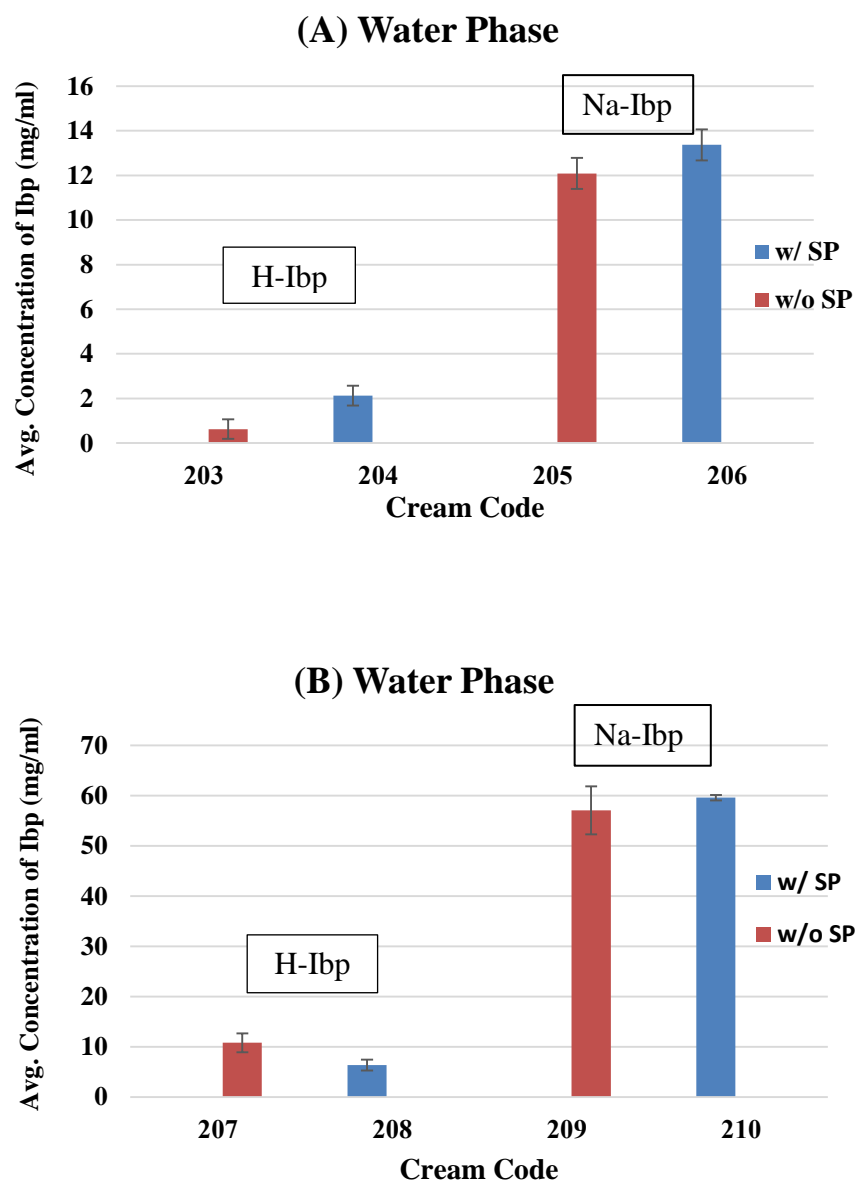 (A) Water Phase
Avg. Concentration of Ibp (mg/ml)
16
14
12
10
8
6
4
2
0
Na-Ibp
H-Ibp
w/ SP
w/o SP
203 204 205 206
Cream Code
(B) Water Phase
Avg. Concentration of Ibp (mg/ml)
70
60
50
40
30
20
10
0
Na-Ibp
H-Ibp
w/ SP
w/o SP
207 208 209 210
Cream Code